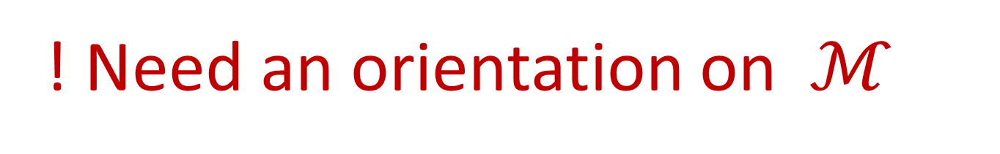 ! Need an orientation on ℳ